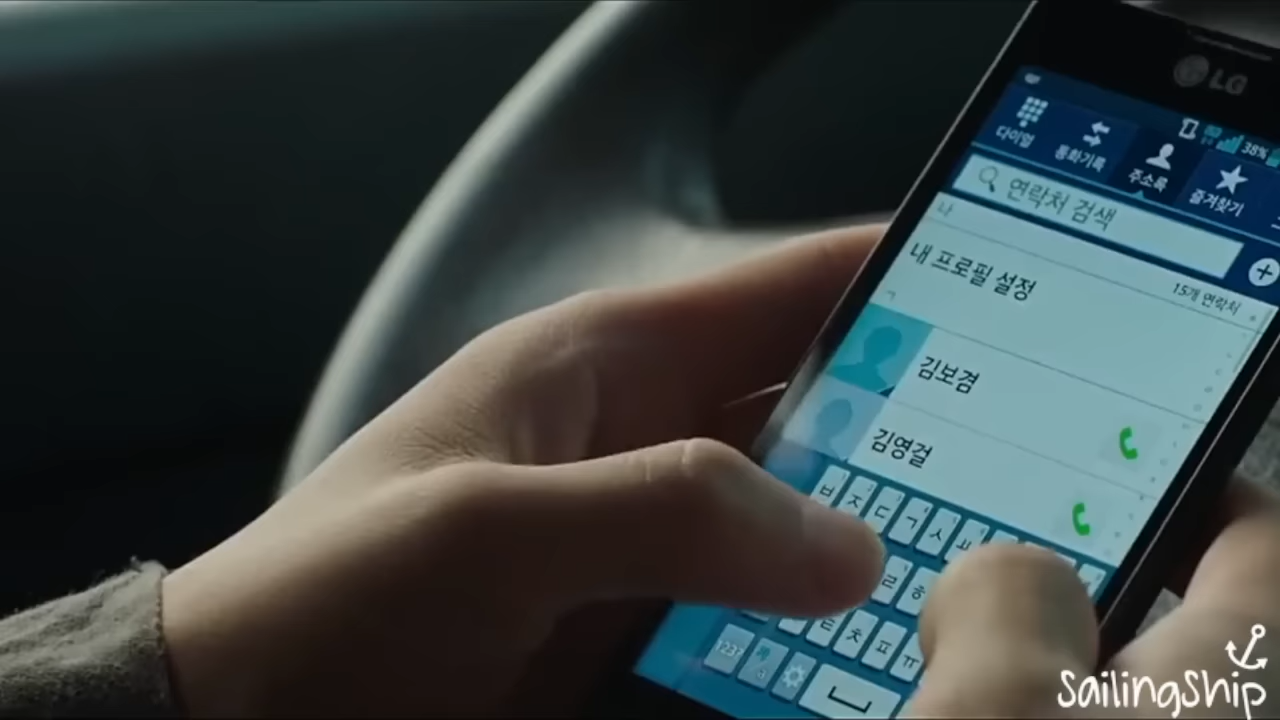 LG
38%
다이얼 통화기록 주소록 즐겨찾기
연락처 검색
나
내 프로필 설정
15개 연락처
ㄱ
김보겸
김영걸
ㅂ ㅈ ㄷ ㄱ ㅅ ㅛ
ㄹ ㅎ
ㅌ ㅊ ㅍ ㅠ
SailingShip